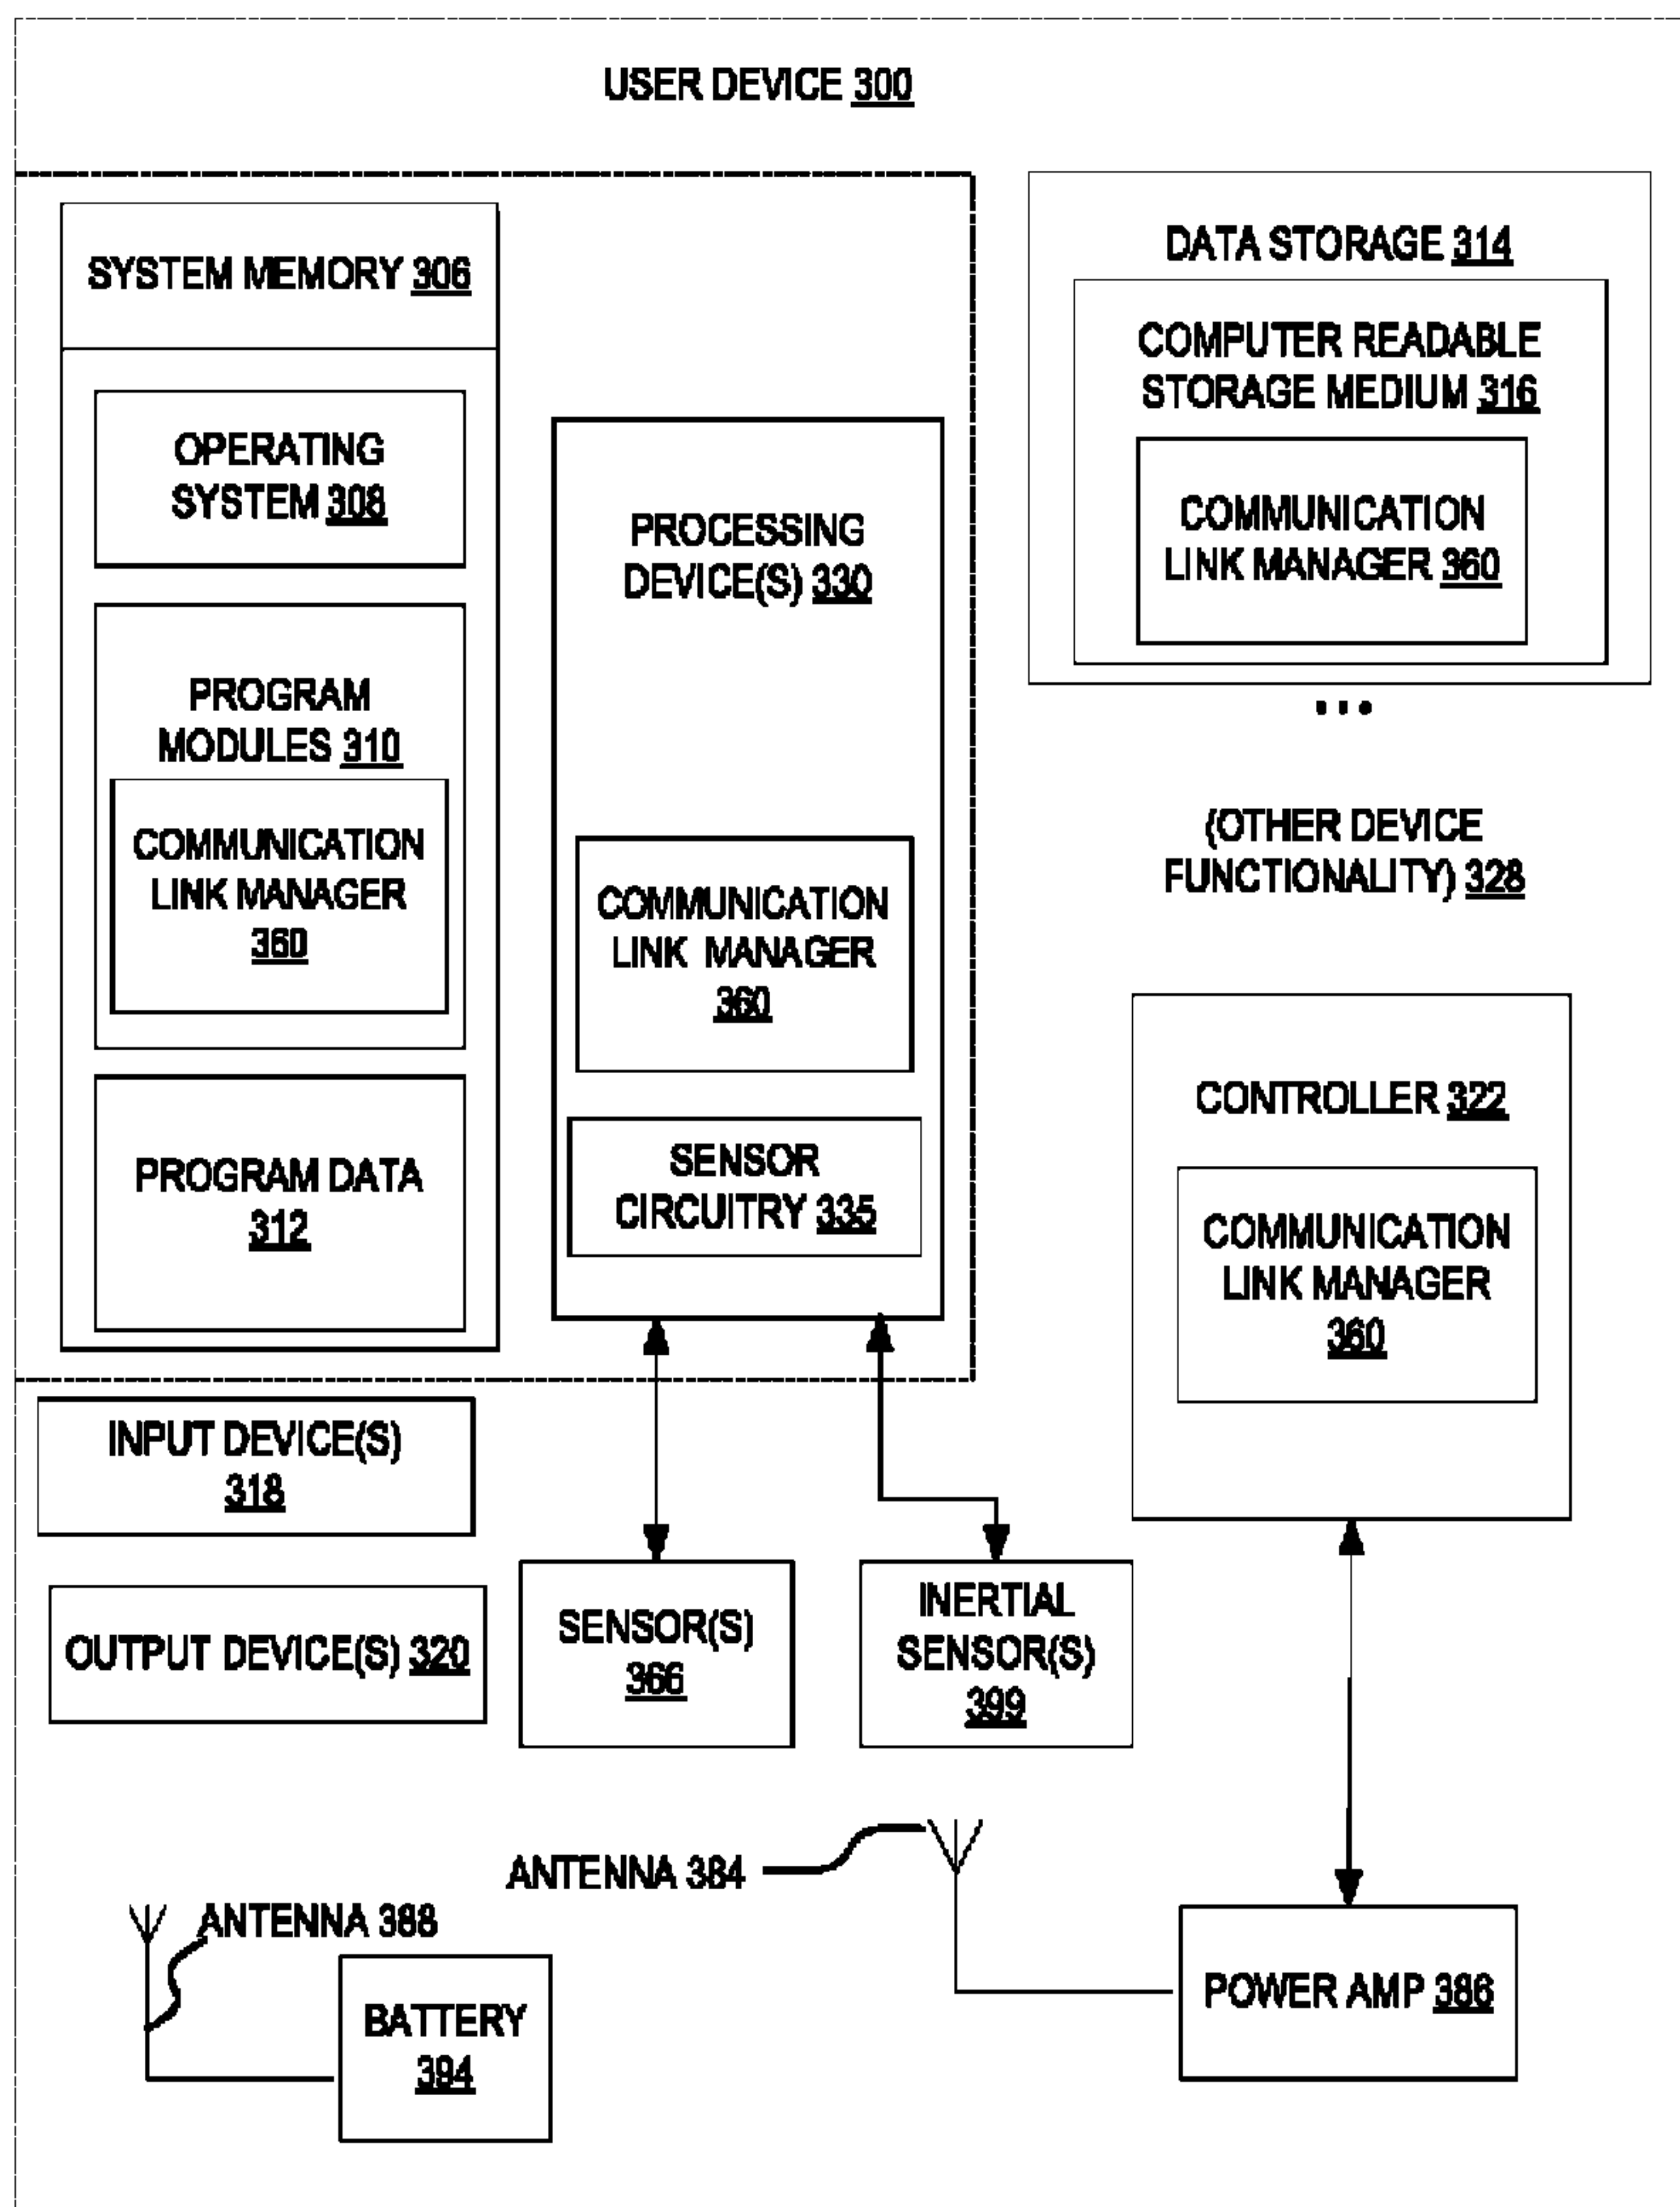 USER DEVICE 300
SYSTEM MEMORY 306
OPERATING
SYSTEM 308
PROGRAM
MODULES 310
COMMUNICATION
LINK MANAGER
360
PROGRAM DATA
312
PROCESSING
DEVICE(S) 330
COMMUNICATION
LINK MANAGER
360
SENSOR
CIRCUITRY 335
DATA STORAGE 314
COMPUTER READABLE
STORAGE MEDIUM 316
COMMUNICATION
LINK MANAGER 360
...
(OTHER DEVICE
FUNCTIONALITY) 328
CONTROLLER 322
COMMUNICATION
LINK MANAGER
360
INPUT DEVICE(S)
318
OUTPUT DEVICE(S) 320
SENSOR(S)
366
INERTIAL
SENSOR(S)
399
ANTENNA 384
ANTENNA 388
BATTERY
394
POWER AMP 386